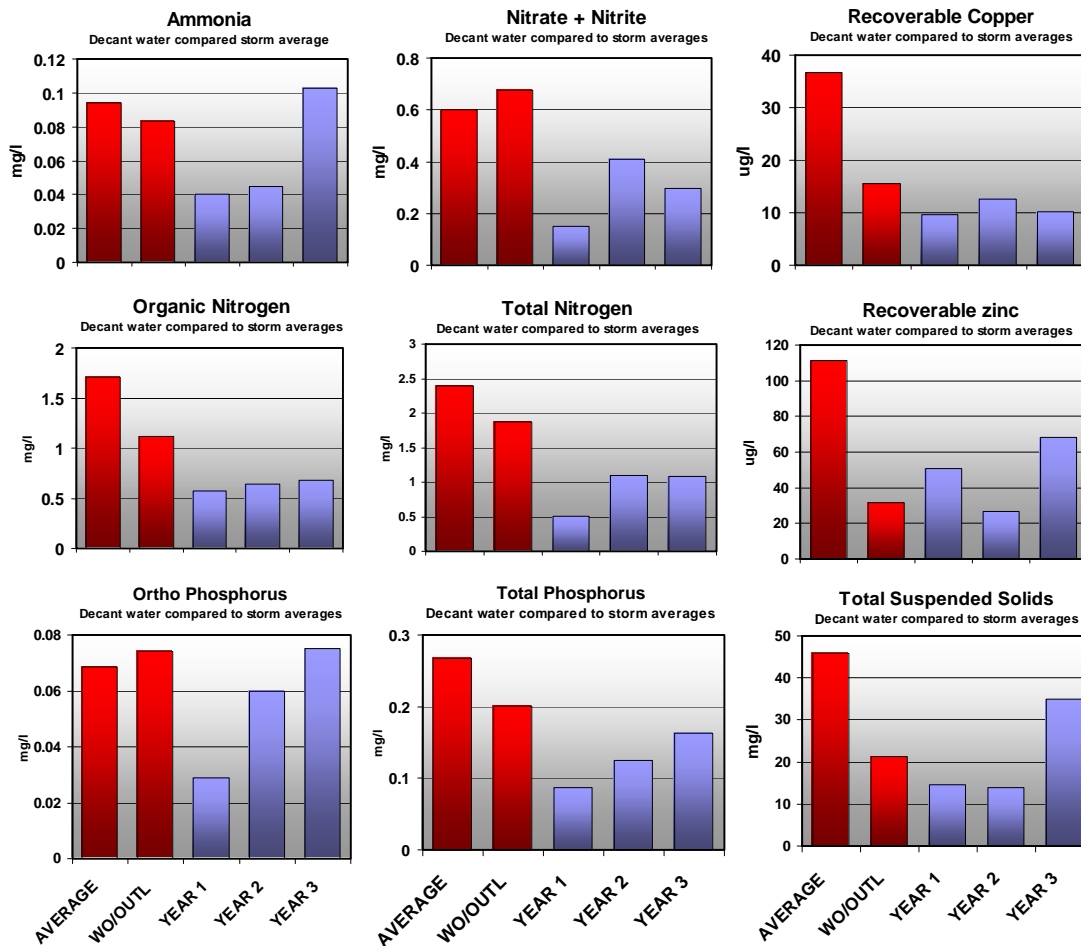 Ammonia
Decant water compared storm average
0.12
0.1
0.08
0.06
0.04
0.02
0
mg/l
Nitrate + Nitrite
Decant water compared to storm averages
0.8
0.6
0.4
0.2
0
mg/l
Recoverable Copper
Decant water compared to storm averages
40
30
20
10
0
ug/l
Organic Nitrogen
Decant water compared to storm averages
2
1.5
1
0.5
0
mg/l
Total Nitrogen
Decant water compared to storm averages
3
2.5
2
1.5
1
0.5
0
mg/l
Recoverable zinc
Decant water compared to storm averages
120
100
80
60
40
20
0
ug/l
Ortho Phosphorus
Decant water compared to storm averages
0.08
0.06
0.04
0.02
0
mg/l
AVERAGE
WO/OUTL
YEAR 1
YEAR 2
YEAR 3
Total Phosphorus
Decant water compared to storm averages
0.3
0.2
0.1
0
mg/l
AVERAGE
WO/OUTL
YEAR 1
YEAR 2
YEAR 3
Total Suspended Solids
Decant water compared to storm averages
50
40
30
20
10
0
mg/l
AVERAGE
WO/OUTL
YEAR 1
YEAR 2
YEAR 3